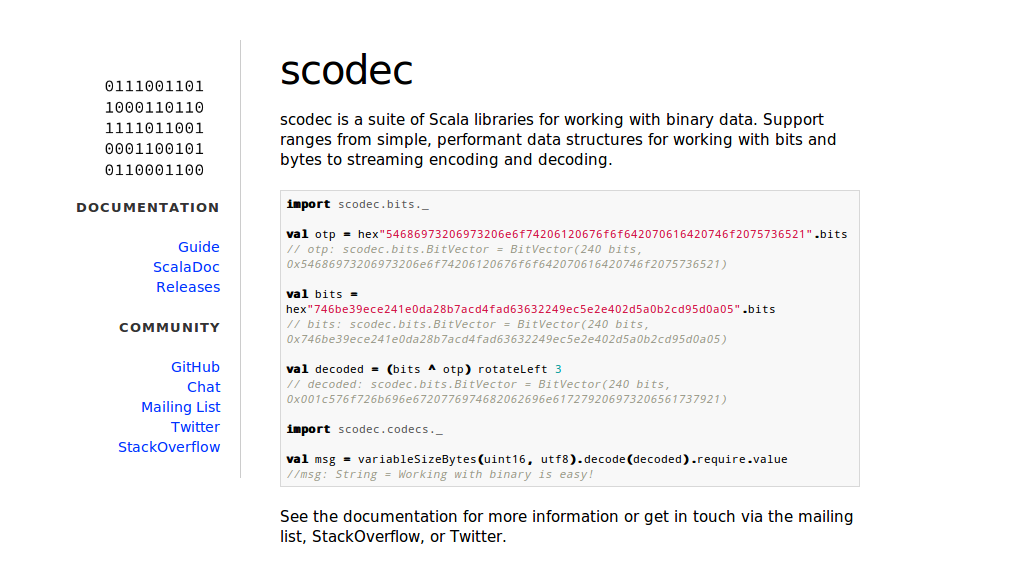 0111001101
1000110110
1111011001
0001100101
0110001100
DOCUMENTATION
Guide
ScalaDoc
Releases
COMMUNITY
GitHub
Chat
Mailing List
Twitter
StackOverflow
scodec
scodec is a suite of Scala libraries for working with binary data. Support
ranges from simple, performant data structures for working with bits and
bytes to streaming encoding and decoding.
import scodec.bits._
val otp = hex"54686973206973206e6f74206120676f6f642070616420746f2075736521".bits
// otp: scodec.bits.BitVector = BitVector(240 bits,
0x54686973206973206e6f74206120676f6f642070616420746f2075736521)
val bits =
hex"746be39ece241e0da28b7acd4fad63632249ec5e2e402d5a0b2cd95d0a05".bits
// bits: scodec.bits.BitVector = BitVector(240 bits,
0x746be39ece241e0da28b7acd4fad63632249ec5e2e402d5a0b2cd95d0a05)
val decoded = (bits ^ otp) rotateLeft 3
// decoded: scodec.bits.BitVector = BitVector(240 bits,
0x001c576f726b696e6720776974682062696e617279206973206561737921)
import scodec.codecs._
val msg = variableSizeBytes(uint16, utf8).decode(decoded).require.value
//msg: String = Working with binary is easy!
See the documentation for more information or get in touch via the mailing
list, StackOverflow, or Twitter.